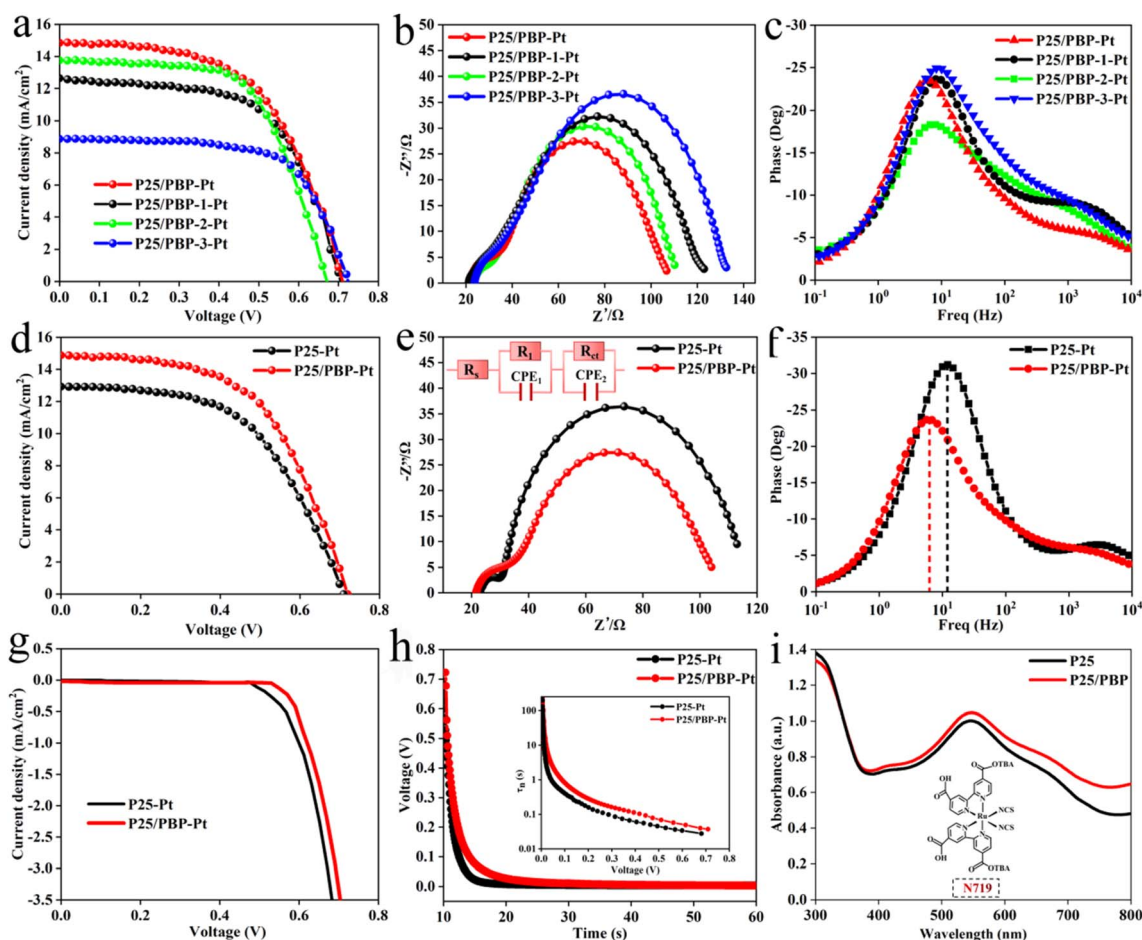 a
16
14
12
10
8
6
4
2
0
Current density (mA/cm²)
0.0 0.1 0.2 0.3 0.4 0.5 0.6 0.7 0.8
Voltage (V)
P25/PBP-Pt
P25/PBP-1-Pt
P25/PBP-2-Pt
P25/PBP-3-Pt
b
50
45
40
35
30
25
20
15
10
5
0
-Z''/Ω
0 20 40 60 80 100 120 140
Z'/Ω
P25/PBP-Pt
P25/PBP-1-Pt
P25/PBP-2-Pt
P25/PBP-3-Pt
c
-30
-25
-20
-15
-10
-5
0
Phase (Deg)
10⁻¹ 10⁰ 10¹ 10² 10³ 10⁴
Freq (Hz)
P25/PBP-Pt
P25/PBP-1-Pt
P25/PBP-2-Pt
P25/PBP-3-Pt
d
16
14
12
10
8
6
4
2
0
Current density (mA/cm²)
0.0 0.2 0.4 0.6 0.8
Voltage (V)
P25-Pt
P25/PBP-Pt
e
50
45
40
35
30
25
20
15
10
5
0
-Z''/Ω
0 20 40 60 80 100 120
Z'/Ω
Rs
R1
CPE1
Rct
CPE2
P25-Pt
P25/PBP-Pt
f
-35
-30
-25
-20
-15
-10
-5
0
Phase (Deg)
10⁻¹ 10⁰ 10¹ 10² 10³ 10⁴
Freq (Hz)
P25-Pt
P25/PBP-Pt
g
0.0
-0.5
-1.0
-1.5
-2.0
-2.5
-3.0
-3.5
Current density (mA/cm²)
0.0 0.2 0.4 0.6 0.8
Voltage (V)
P25-Pt
P25/PBP-Pt
h
1.0
0.9
0.8
0.7
0.6
0.5
0.4
0.3
0.2
0.1
0.0
Voltage (V)
10 20 30 40 50 60
Time (s)
P25-Pt
P25/PBP-Pt
100
10
1
0.1
0.01
τn (s)
0.0 0.1 0.2 0.3 0.4 0.5 0.6 0.7 0.8
Voltage (V)
P25-Pt
P25/PBP-Pt
i
1.4
1.2
1.0
0.8
0.6
0.4
0.2
0.0
Absorbance (a.u.)
300 400 500 600 700 800
Wavelength (nm)
P25
P25/PBP
O OTBA
OH
O
N
N
NCS
Ru
NCS
N
N
OH
O
O OTBA
N719